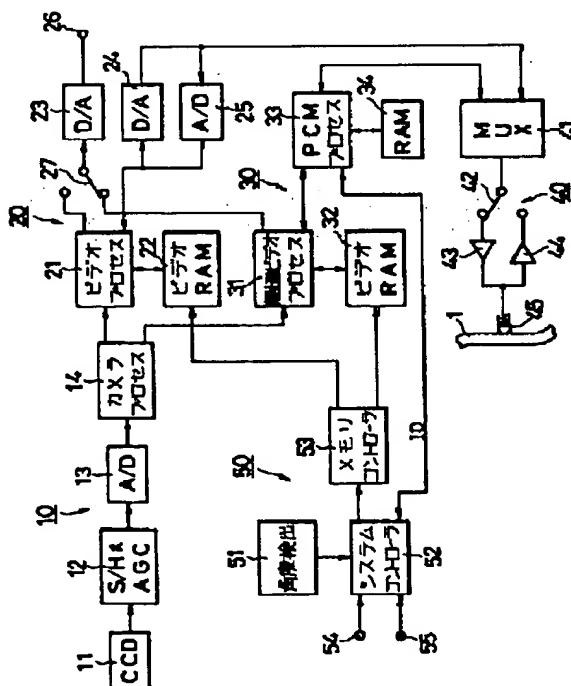 10
11
CCD
12
S/H&
AGC
13
A/D
14
カメラ
プロセス
20
21
ビデオ
プロセス
22
ビデオ
RAM
23
D/A
24
D/A
25
A/D
26
27
30
31
ビデオ
プロセス
32
ビデオ
RAM
33
PCM
プロセス
34
RAM
40
41
MUX
42
43
44
45
1
50
51
画像検出
52
システム
コントローラ
53
メモリ
コントローラ
54
55
ID